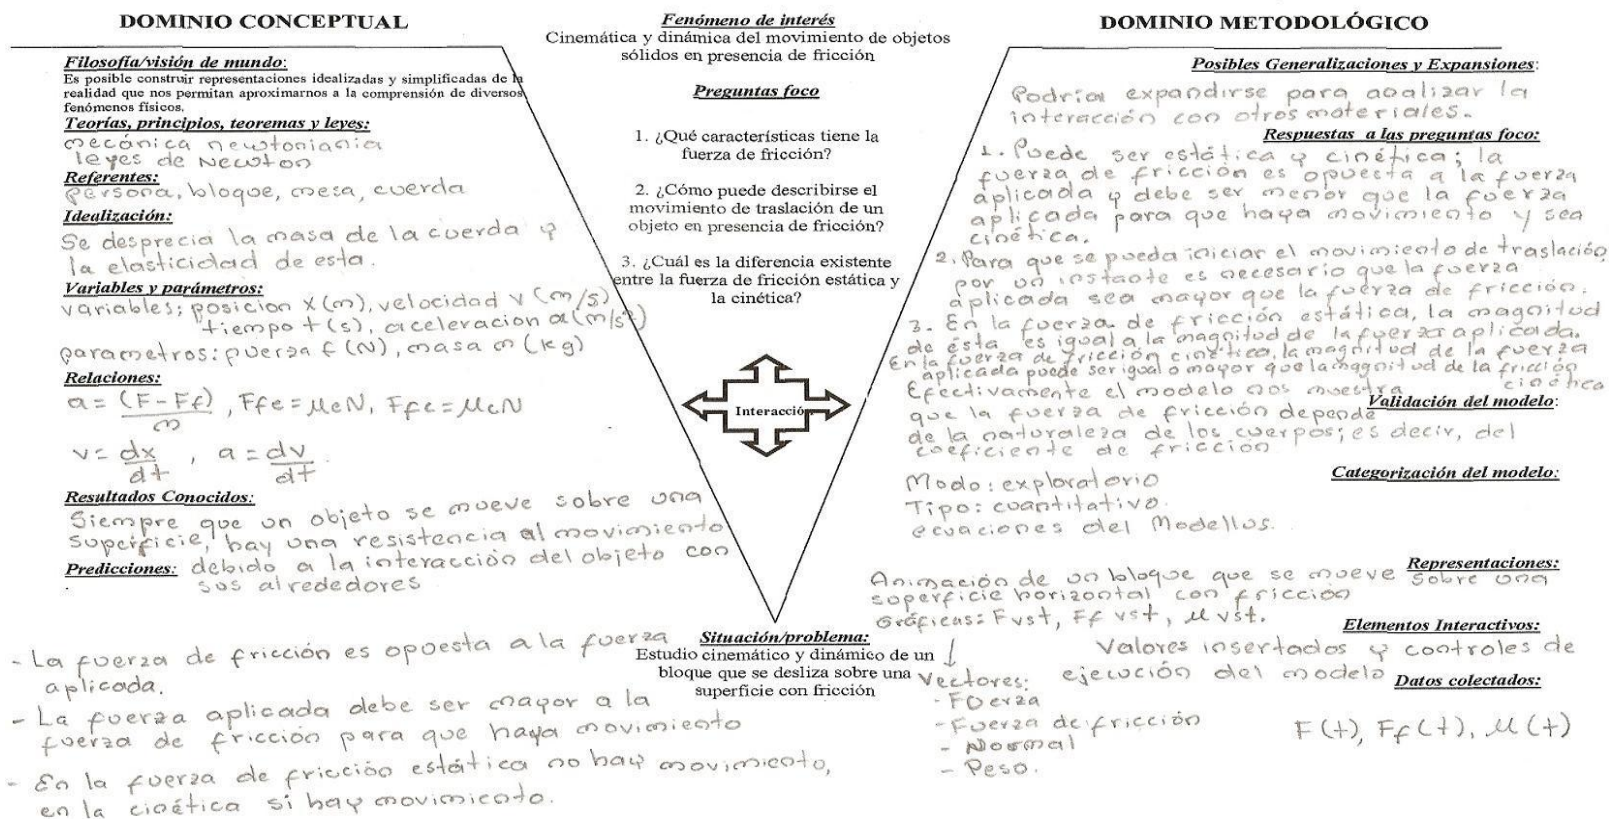 DOMINIO CONCEPTUAL
Filosofía/visión de mundo:
Es posible construir representaciones idealizadas y simplificadas de la
realidad que nos permitan aproximarnos a la comprensión de diversos
fenómenos físicos.
Teorías, principios, teoremas y leyes:
mecánica newtoniania
leyes de Newton
Referentes:
persona, bloque, mesa, cuerda
Idealización:
Se desprecia la masa de la cuerda y
la elasticidad de esta.
Variables y parámetros:
variables; posicion x(m), velocidad v (m/s)
tiempo t (s), aceleracion a(m/s²)
parametros: puerza f (N), masa m (kg)
Relaciones:
a = (F - Ff) / m , Ffe = μeN, Ffc = μcN
v = dx/dt , a = dv/dt .
Resultados Conocidos:
Siempre que un objeto se mueve sobre una
superficie, hay una resistencia al movimiento
debido a la interacción del objeto con
sus alrededores
Predicciones:
- La fuerza de fricción es opuesta a la fuerza
aplicada.
- La fuerza aplicada debe ser mayor a la
fuerza de fricción para que haya movimiento
- En la fuerza de fricción estática no hay movimiento,
en la cinética si hay movimiento.
Fenómeno de interés
Cinemática y dinámica del movimiento de objetos
sólidos en presencia de fricción
Preguntas foco
1. ¿Qué características tiene la
fuerza de fricción?
2. ¿Cómo puede describirse el
movimiento de traslación de un
objeto en presencia de fricción?
3. ¿Cuál es la diferencia existente
entre la fuerza de fricción estática y
la cinética?
Interacción
Situación/problema:
Estudio cinemático y dinámico de un
bloque que se desliza sobre una
superficie con fricción
DOMINIO METODOLÓGICO
Posibles Generalizaciones y Expansiones:
Podría expandirse para analizar la
interacción con otros materiales.
Respuestas a las preguntas foco:
1. Puede ser estática y cinética; la
fuerza de fricción es opuesta a la fuerza
aplicada y debe ser menor que la fuerza
aplicada para que haya movimiento y sea
cinética.
2. Para que se pueda iniciar el movimiento de traslación
por un instante es necesario que la fuerza
aplicada sea mayor que la fuerza de fricción.
3. En la fuerza de fricción estática, la magnitud
de ésta es igual a la magnitud de la fuerza aplicada.
En la fuerza de fricción cinética, la magnitud de la fuerza
aplicada puede ser igual o mayor que la magnitud de la fricción
cinética
Validación del modelo:
Efectivamente el modelo nos muestra
que la fuerza de fricción depende
de la naturaleza de los cuerpos; es decir, del
coeficiente de fricción
Categorización del modelo:
Modo: exploratorio
Tipo: cuantitativo.
ecuaciones del Modellus.
Representaciones:
Animación de un bloque que se mueve sobre una
superficie horizontal con fricción
Gráficas: F vs t, Ff vs t, μ vs t.
Vectores:
- Fuerza
- Fuerza de fricción
- Normal
- Peso.
Elementos Interactivos:
Valores insertados y controles de
ejecución del modelo
Datos colectados:
F(t), Ff(t), μ(t)